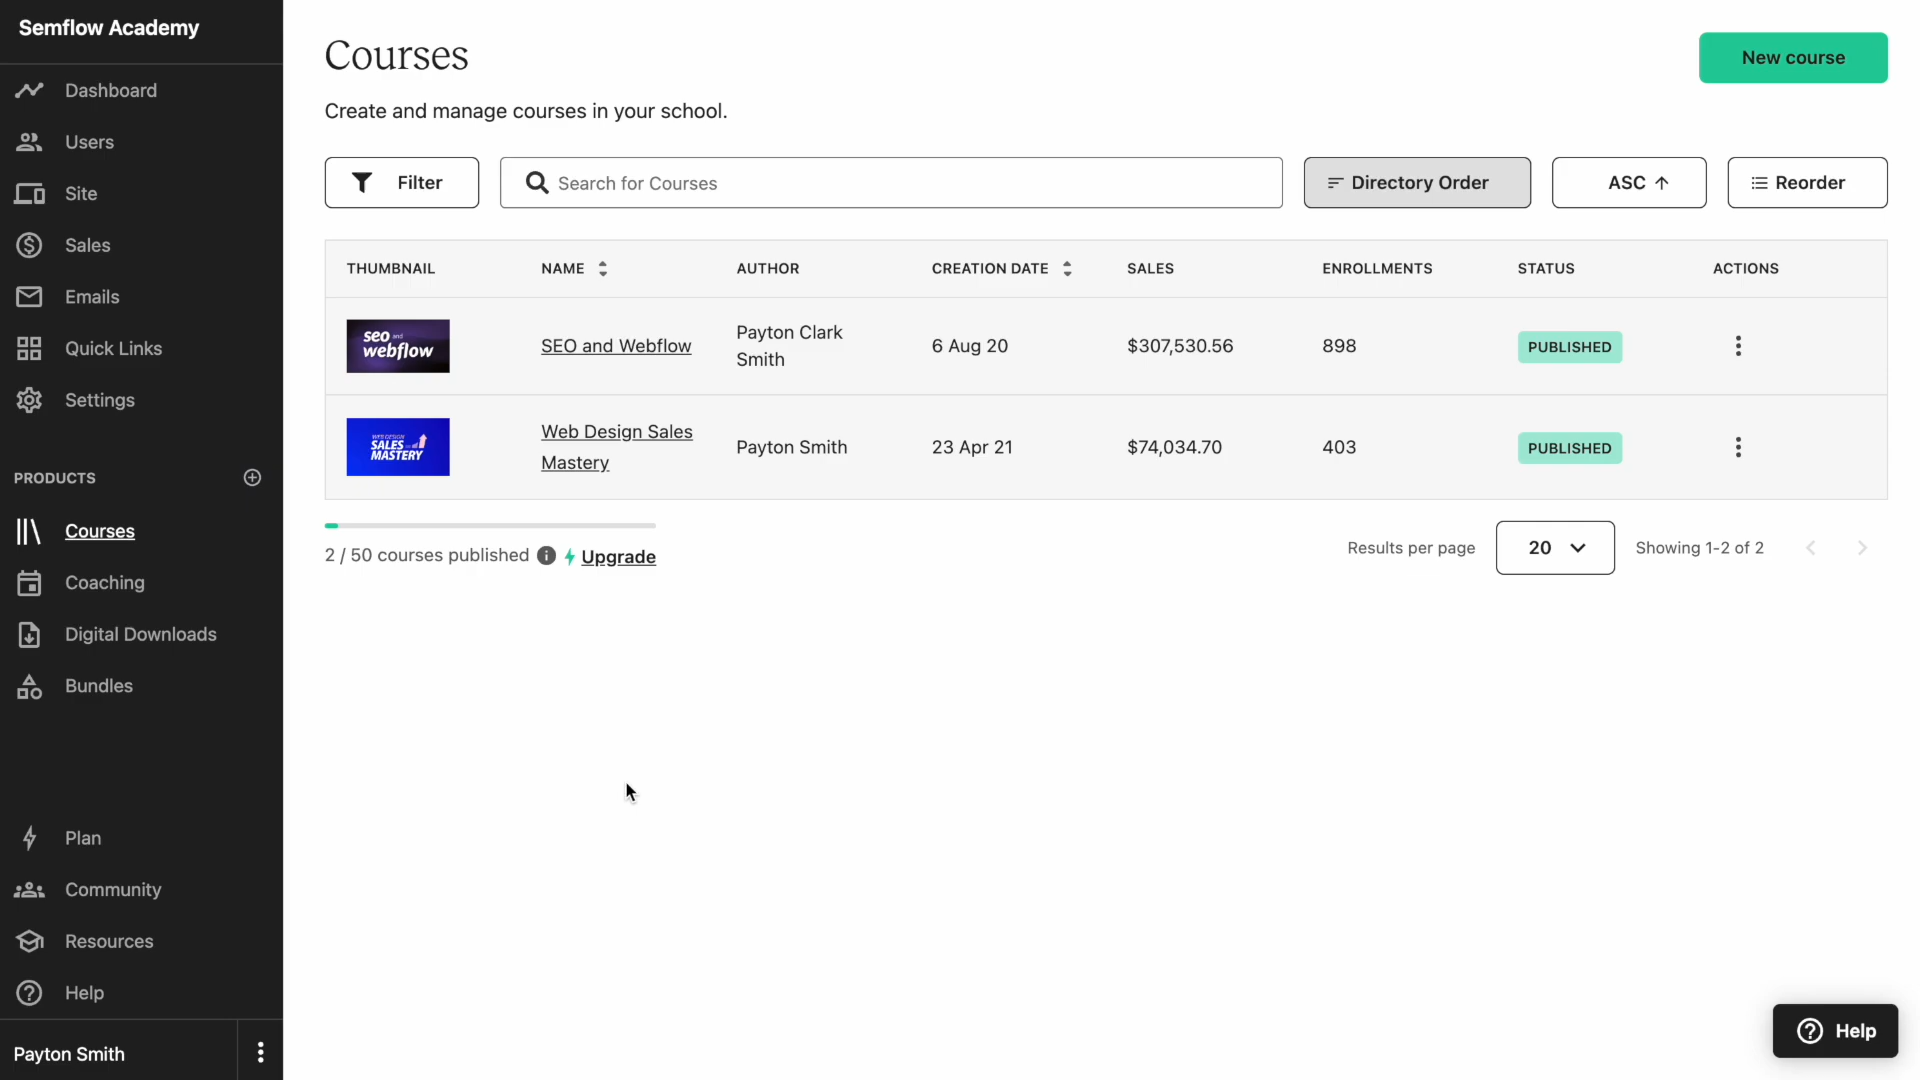 Semflow Academy
Dashboard
Users
Site
Sales
Emails
Quick Links
Settings
PRODUCTS
Courses
Coaching
Digital Downloads
Bundles
Plan
Community
Resources
Help
Payton Smith
Courses
New course
Create and manage courses in your school.
Filter
Search for Courses
Directory Order
ASC
Reorder
THUMBNAIL NAME AUTHOR CREATION DATE SALES ENROLLMENTS STATUS ACTIONS
seo and
webflow
SEO and Webflow
Payton Clark
Smith
6 Aug 20
$307,530.56
898
PUBLISHED
WEB DESIGN
SALES
MASTERY
Web Design Sales
Mastery
Payton Smith
23 Apr 21
$74,034.70
403
PUBLISHED
2 / 50 courses published
Upgrade
Results per page
20
Showing 1-2 of 2
Help